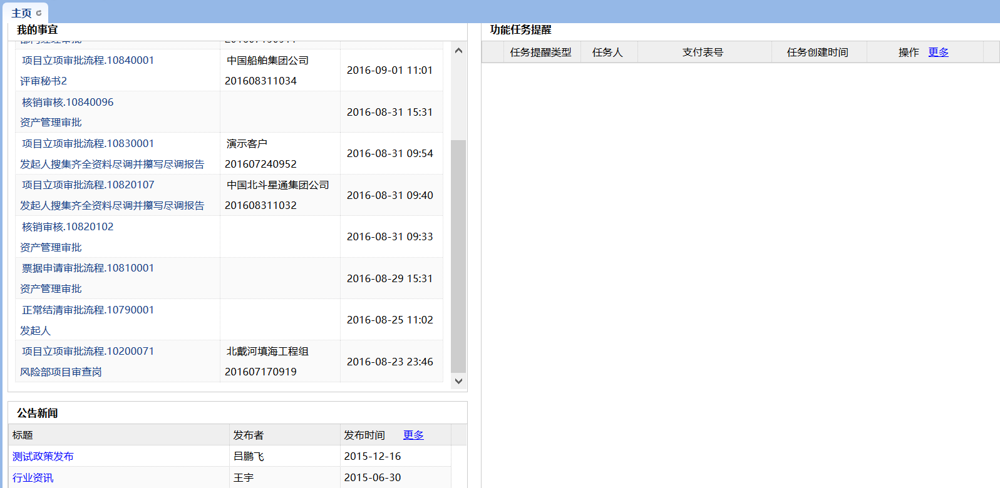 主页
我的事宜
项目立项审批流程.10840001
中国船舶集团公司
评审秘书2
201608311034
2016-09-01 11:01
核销审核.10840096
资产管理审批
2016-08-31 15:31
项目立项审批流程.10830001
演示客户
发起人搜集齐全资料尽调并攥写尽调报告
201607240952
2016-08-31 09:54
项目立项审批流程.10820107
中国北斗星通集团公司
发起人搜集齐全资料尽调并攥写尽调报告
201608311032
2016-08-31 09:40
核销审核.10820102
资产管理审批
2016-08-31 09:33
票据申请审批流程.10810001
资产管理审批
2016-08-29 15:31
正常结清审批流程.10790001
发起人
2016-08-25 11:02
项目立项审批流程.10200071
北戴河填海工程组
风险部项目审查岗
201607170919
2016-08-23 23:46
公告新闻
标题 发布者 发布时间 更多
测试政策发布 吕鹏飞 2015-12-16
行业资讯 王宇 2015-06-30
功能任务提醒
任务提醒类型 任务人 支付表号 任务创建时间 操作 更多